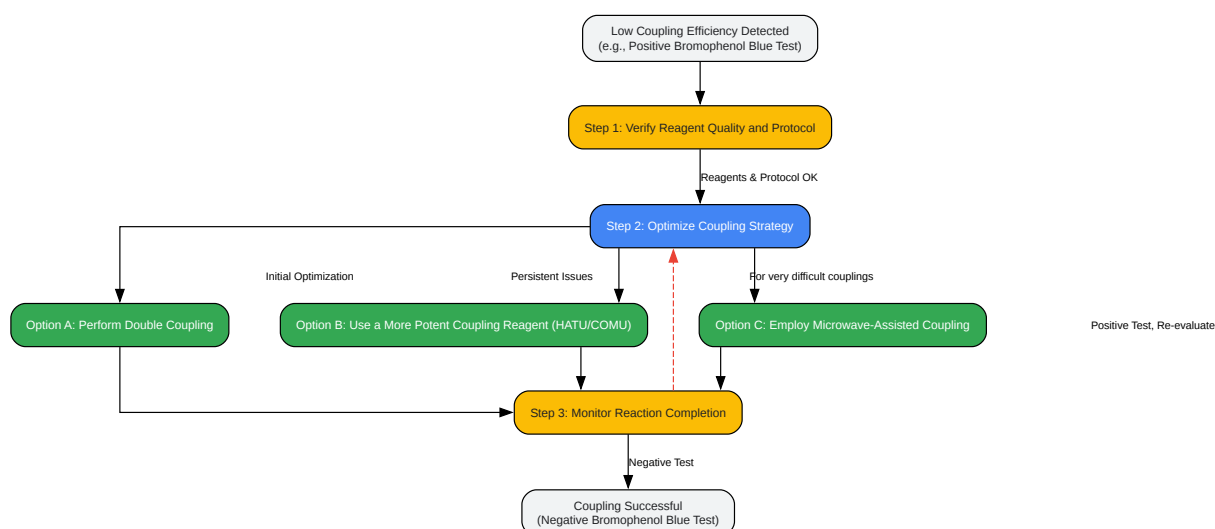 Low Coupling Efficiency Detected
(e.g., Positive Bromophenol Blue Test)
Step 1: Verify Reagent Quality and Protocol
Reagents & Protocol OK
Step 2: Optimize Coupling Strategy
Initial Optimization
Persistent Issues
For very difficult couplings
Option A: Perform Double Coupling
Option B: Use a More Potent Coupling Reagent (HATU/COMU)
Option C: Employ Microwave-Assisted Coupling
Positive Test, Re-evaluate
Step 3: Monitor Reaction Completion
Negative Test
Coupling Successful
(Negative Bromophenol Blue Test)